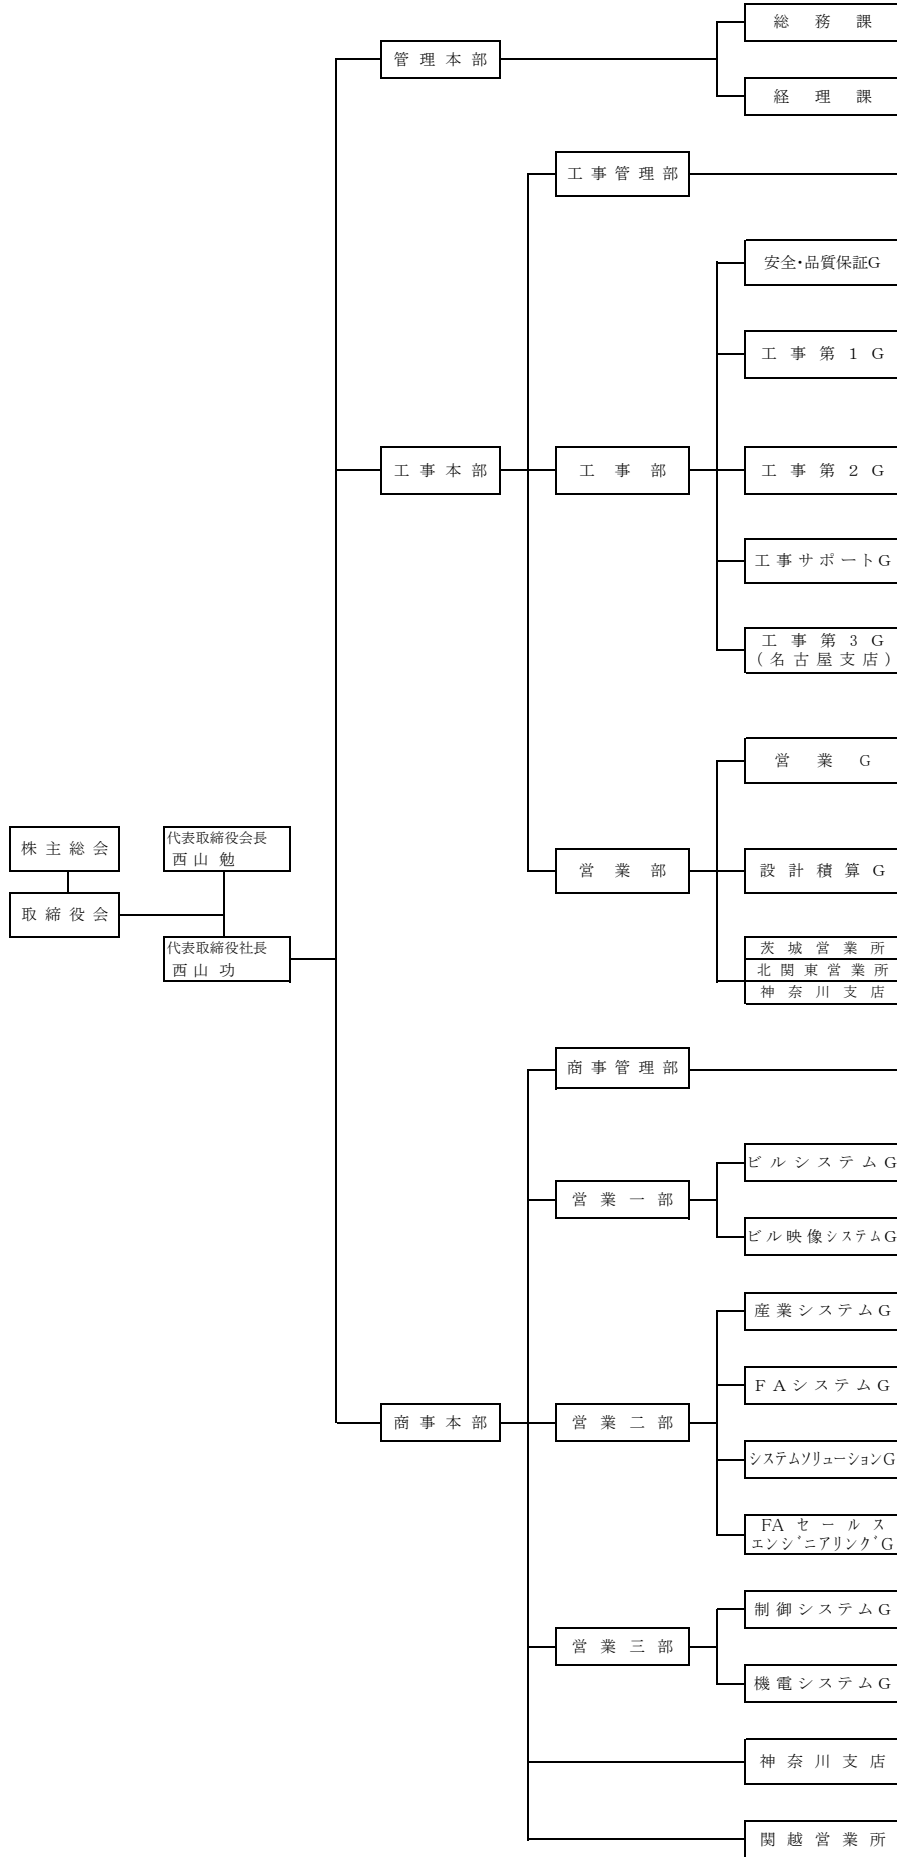 総務課
管理本部
経理課
工事管理部
安全・品質保証G
工事第1G
工事本部
工事部
工事第2G
工事サポートG
工事第3G
(名古屋支店)
営業G
株主総会
代表取締役会長
西山 勉
営業部
設計積算G
取締役会
代表取締役社長
西山 功
茨城営業所
北関東営業所
神奈川支店
商事管理部
ビルシステムG
営業一部
ビル映像システムG
産業システムG
FAシステムG
商事本部
営業二部
システムソリューションG
FAセールス
エンジニアリングG
制御システムG
営業三部
機電システムG
神奈川支店
関越営業所